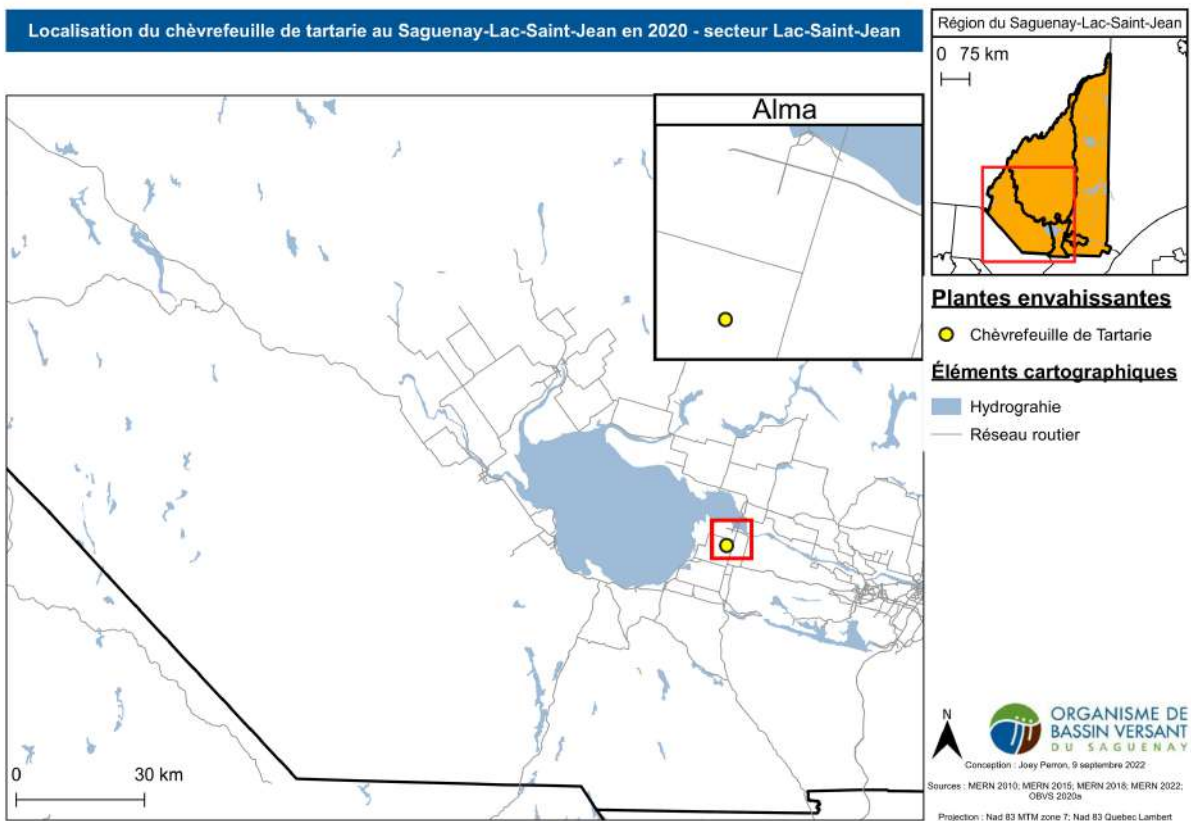 Localisation du chèvrefeuille de tartarie au Saguenay-Lac-Saint-Jean en 2020 - secteur Lac-Saint-Jean
Région du Saguenay-Lac-Saint-Jean
0 75 km
Alma
Plantes envahissantes
Chèvrefeuille de Tartarie
Éléments cartographiques
Hydrograhie
Réseau routier
0 30 km
N
ORGANISME DE
BASSIN VERSANT
DU SAGUENAY
Conception : Joey Perron, 9 septembre 2022
Sources : MERN 2010; MERN 2015; MERN 2018; MERN 2022;
OBVS 2020a
Projection : Nad 83 MTM zone 7; Nad 83 Quebec Lambert